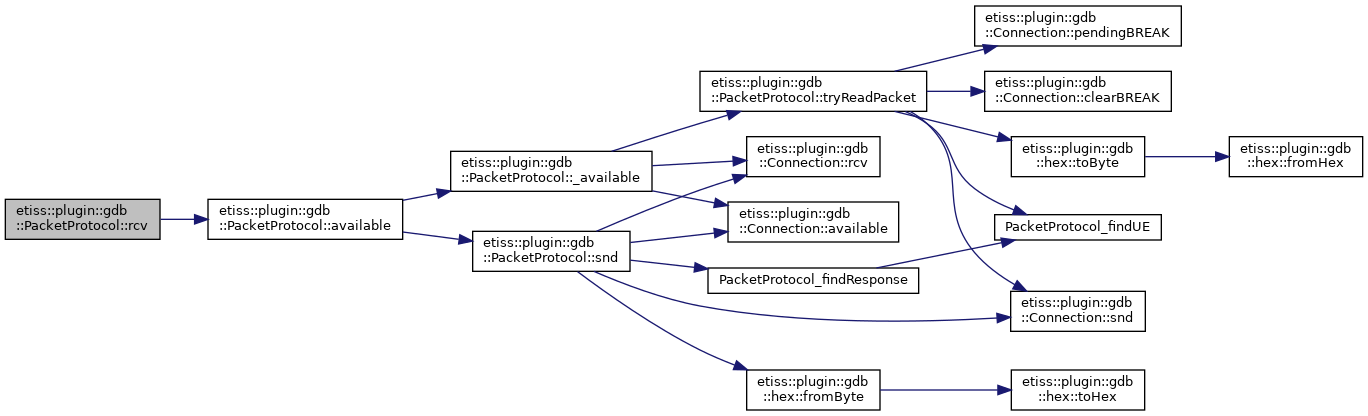 etiss::plugin::gdb
::PacketProtocol::rcv
etiss::plugin::gdb
::PacketProtocol::available
etiss::plugin::gdb
::PacketProtocol::_available
etiss::plugin::gdb
::PacketProtocol::snd
etiss::plugin::gdb
::PacketProtocol::tryReadPacket
etiss::plugin::gdb
::Connection::rcv
etiss::plugin::gdb
::Connection::available
PacketProtocol_findResponse
etiss::plugin::gdb
::hex::fromByte
etiss::plugin::gdb
::Connection::pendingBREAK
etiss::plugin::gdb
::Connection::clearBREAK
etiss::plugin::gdb
::hex::toByte
PacketProtocol_findUE
etiss::plugin::gdb
::Connection::snd
etiss::plugin::gdb
::hex::toHex
etiss::plugin::gdb
::hex::fromHex